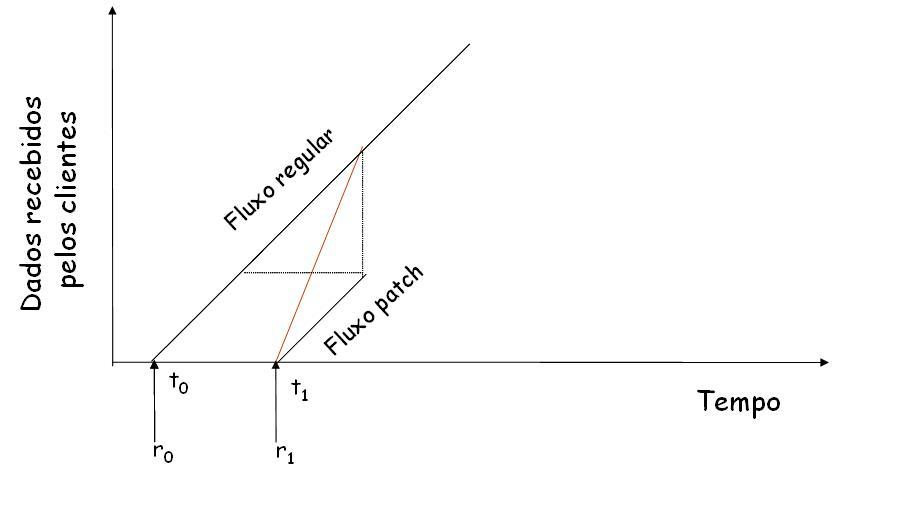 Dados recebidos
pelos clientes
Fluxo regular
Fluxo patch
t0
t1
Tempo
r0
r1